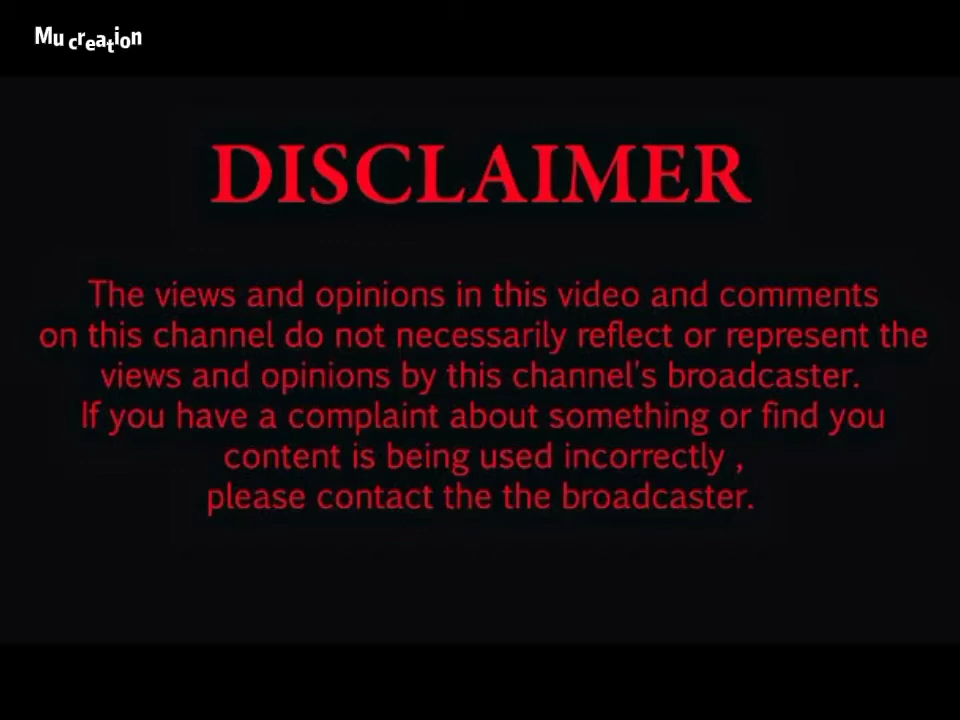 Mu creation
DISCLAIMER
The views and opinions in this video and comments
on this channel do not necessarily reflect or represent the
views and opinions by this channel's broadcaster.
If you have a complaint about something or find you
content is being used incorrectly ,
please contact the the broadcaster.